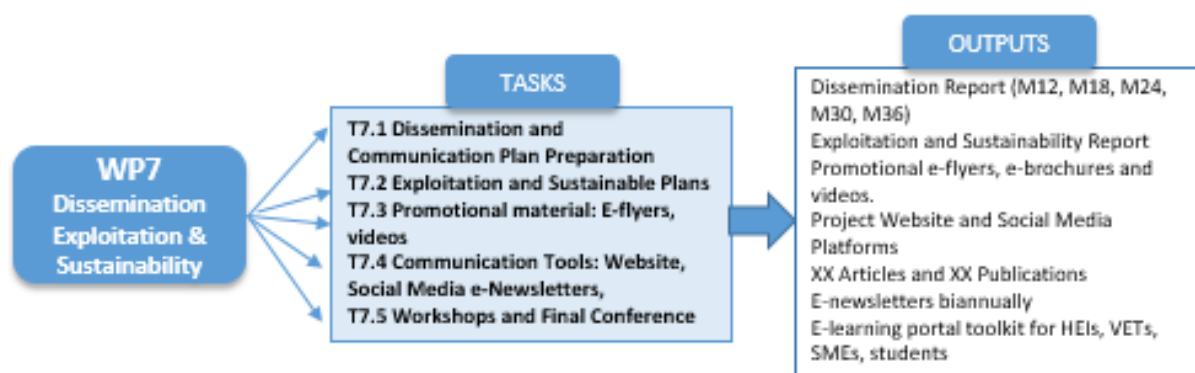 WP7
Dissemination
Exploitation &
Sustainability
TASKS
T7.1 Dissemination and
Communication Plan Preparation
T7.2 Exploitation and Sustainable Plans
T7.3 Promotional material: E-flyers,
videos
T7.4 Communication Tools: Website,
Social Media e-Newsletters,
T7.5 Workshops and Final Conference
OUTPUTS
Dissemination Report (M12, M18, M24,
M30, M36)
Exploitation and Sustainability Report
Promotional e-flyers, e-brochures and
videos.
Project Website and Social Media
Platforms
XX Articles and XX Publications
E-newsletters biannually
E-learning portal toolkit for HEIs, VETs,
SMEs, students